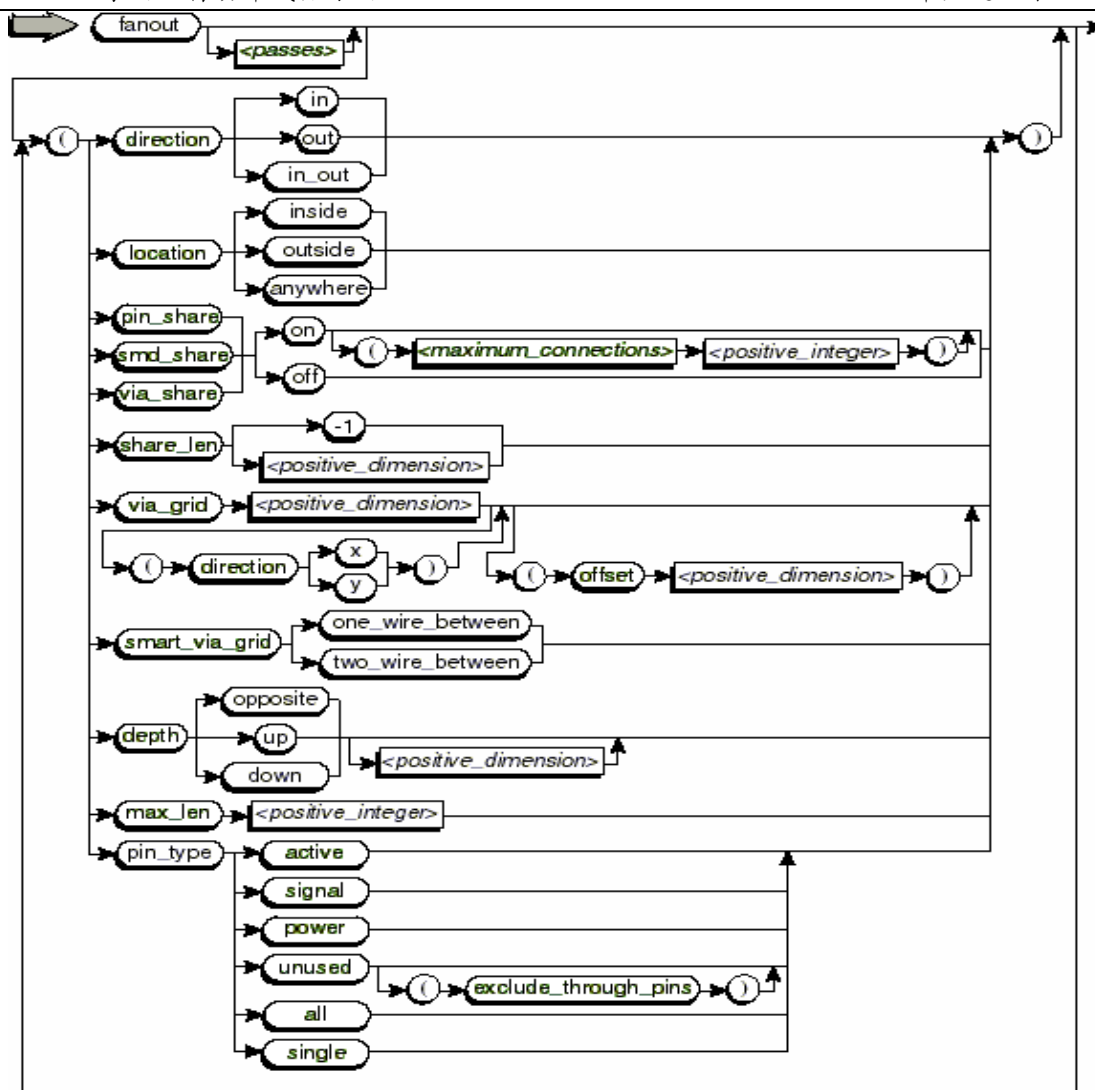 fanout
<passes>
in
( direction out )
in_out
inside
location outside
anywhere
pin_share
on
smd_share ( <maximum_connections> <positive_integer> )
off
via_share
-1
share_len
<positive_dimension>
via_grid <positive_dimension>
( direction x ) ( offset <positive_dimension> )
y
one_wire_between
smart_via_grid
two_wire_between
opposite
depth up
<positive_dimension>
down
max_len <positive_integer>
pin_type active
signal
power
unused
( exclude_through_pins )
all
single